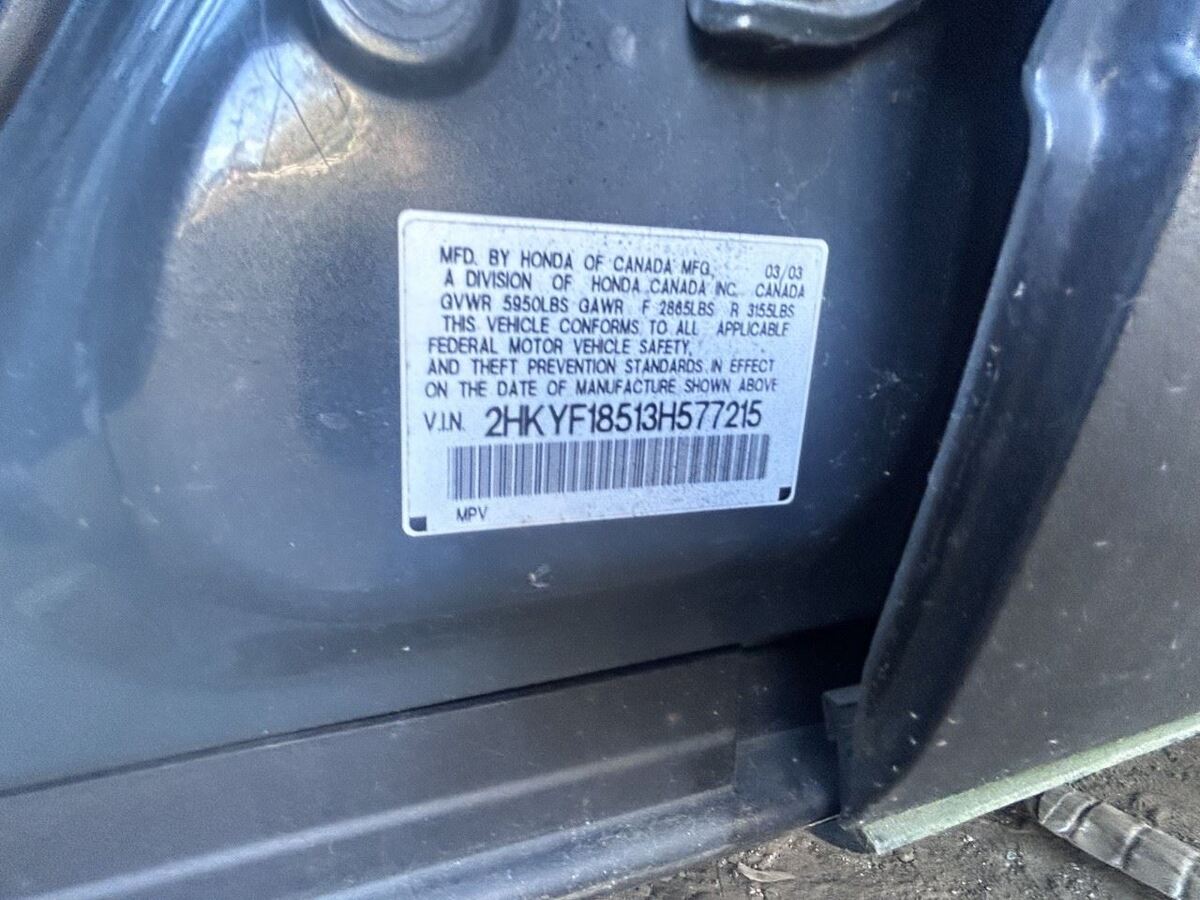 MFD. BY HONDA OF CANADA MFG. 03/03
A DIVISION OF HONDA CANADA INC. CANADA
GVWR 5950LBS GAWR F 2865LBS R 3155LBS
THIS VEHICLE CONFORMS TO ALL APPLICABLE
FEDERAL MOTOR VEHICLE SAFETY,
AND THEFT PREVENTION STANDARDS IN EFFECT
ON THE DATE OF MANUFACTURE SHOWN ABOVE
V.I.N. 2HKYF18513H577215
MPV